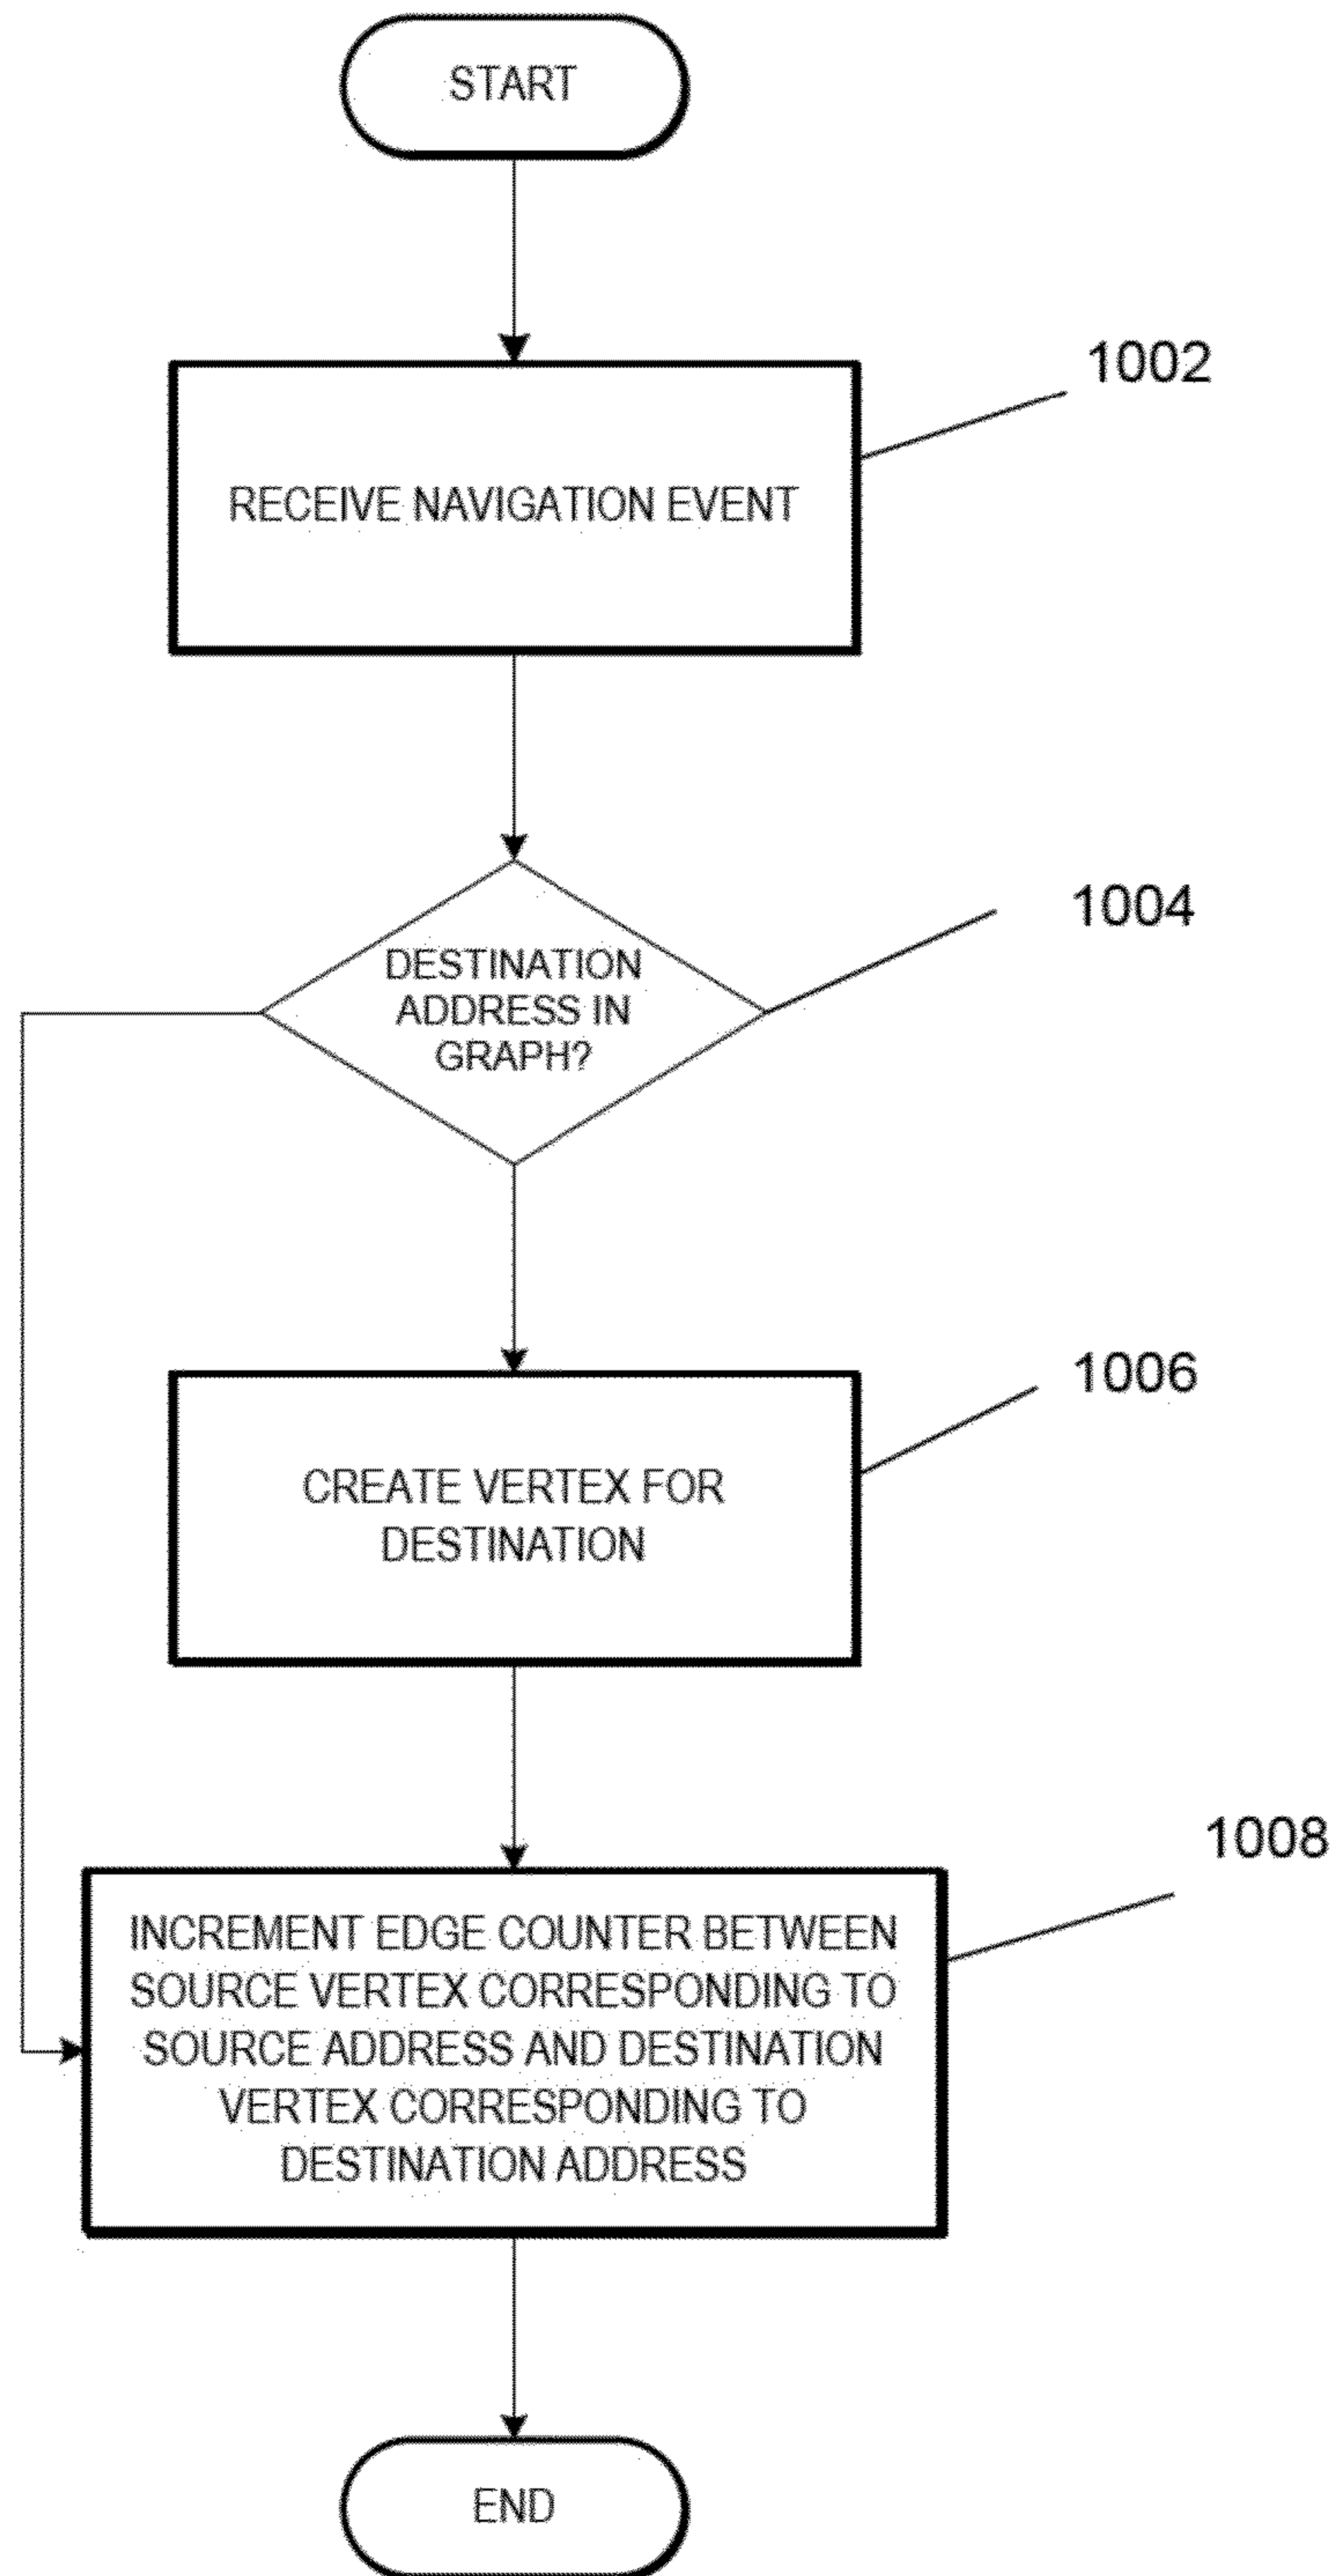 START
1002
RECEIVE NAVIGATION EVENT
1004
DESTINATION
ADDRESS IN
GRAPH?
1006
CREATE VERTEX FOR
DESTINATION
1008
INCREMENT EDGE COUNTER BETWEEN
SOURCE VERTEX CORRESPONDING TO
SOURCE ADDRESS AND DESTINATION
VERTEX CORRESPONDING TO
DESTINATION ADDRESS
END